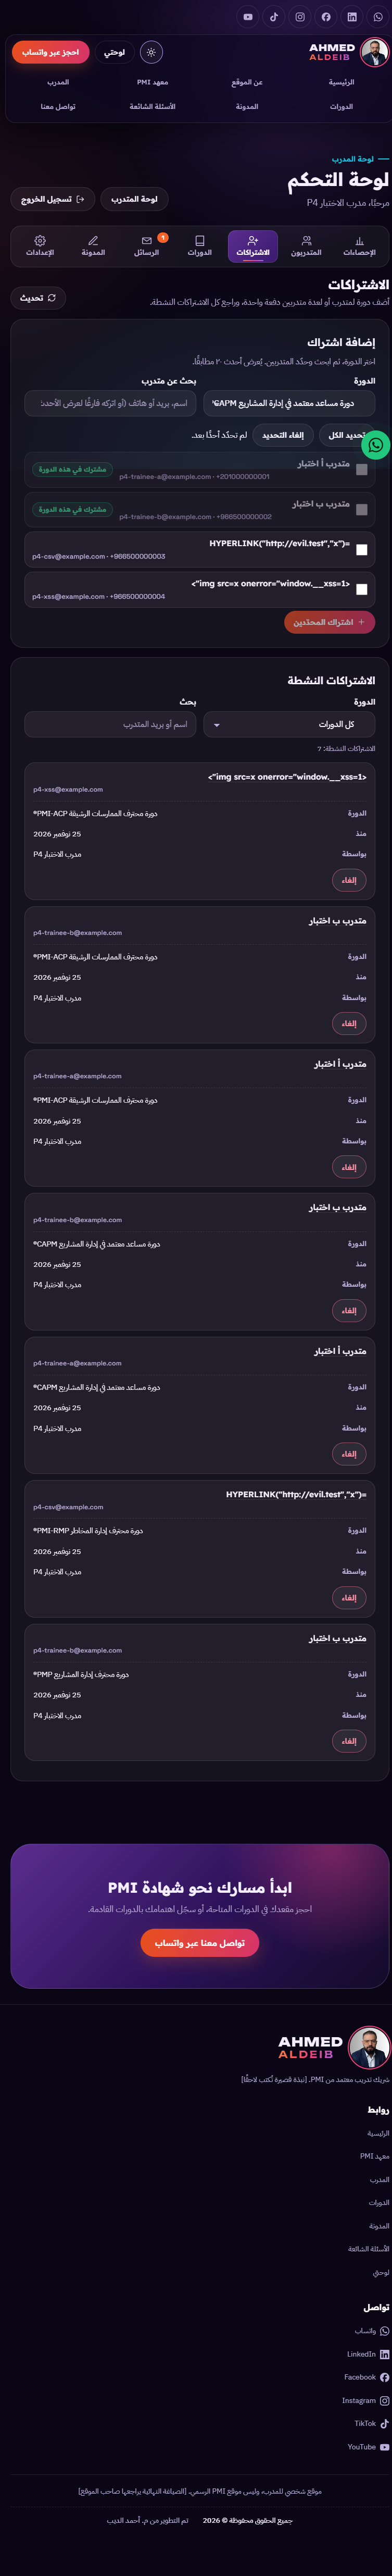 AHMED
ALDEIB
لوحتي
احجز عبر واتساب
الرئيسية
عن الموقع
معهد PMI
المدرب
الدورات
المدونة
الأسئلة الشائعة
تواصل معنا
لوحة المدرب
لوحة التحكم
مرحبًا، مدرب الاختبار P4
لوحة المتدرب
تسجيل الخروج
الإحصاءات
المتدربون
الاشتراكات
الدورات
الرسائل
1
المدونة
الإعدادات
الاشتراكات
أضف دورة لمتدرب أو لعدة متدربين دفعة واحدة، وراجع كل الاشتراكات النشطة.
تحديث
إضافة اشتراك
اختر الدورة، ثم ابحث وحدّد المتدربين. يُعرض أحدث ٢٠ مطابقًا.
الدورة
بحث عن متدرب
دورة مساعد معتمد في إدارة المشاريع CAPM®
اسم، بريد أو هاتف (أو اتركه فارغًا لعرض الأحدث
تحديد الكل
إلغاء التحديد
لم تحدّد أحدًا بعد.
متدرب أ اختبار
p4-trainee-a@example.com · +201000000001
مشترك في هذه الدورة
متدرب ب اختبار
p4-trainee-b@example.com · +966500000002
مشترك في هذه الدورة
=HYPERLINK("http://evil.test","x")
p4-csv@example.com · +966500000003
<img src=x onerror="window.__xss=1">
p4-xss@example.com · +966500000004
+ اشتراك المحدّدين
الاشتراكات النشطة
الدورة
بحث
كل الدورات
اسم أو بريد المتدرب
الاشتراكات النشطة: 7
<img src=x onerror="window.__xss=1">
p4-xss@example.com
الدورة
دورة محترف الممارسات الرشيقة PMI-ACP®
منذ
25 نوفمبر 2026
بواسطة
مدرب الاختبار P4
إلغاء
متدرب ب اختبار
p4-trainee-b@example.com
الدورة
دورة محترف الممارسات الرشيقة PMI-ACP®
منذ
25 نوفمبر 2026
بواسطة
مدرب الاختبار P4
إلغاء
متدرب أ اختبار
p4-trainee-a@example.com
الدورة
دورة محترف الممارسات الرشيقة PMI-ACP®
منذ
25 نوفمبر 2026
بواسطة
مدرب الاختبار P4
إلغاء
متدرب ب اختبار
p4-trainee-b@example.com
الدورة
دورة مساعد معتمد في إدارة المشاريع CAPM®
منذ
25 نوفمبر 2026
بواسطة
مدرب الاختبار P4
إلغاء
متدرب أ اختبار
p4-trainee-a@example.com
الدورة
دورة مساعد معتمد في إدارة المشاريع CAPM®
منذ
25 نوفمبر 2026
بواسطة
مدرب الاختبار P4
إلغاء
=HYPERLINK("http://evil.test","x")
p4-csv@example.com
الدورة
دورة محترف إدارة المخاطر PMI-RMP®
منذ
25 نوفمبر 2026
بواسطة
مدرب الاختبار P4
إلغاء
متدرب ب اختبار
p4-trainee-b@example.com
الدورة
دورة محترف إدارة المشاريع PMP®
منذ
25 نوفمبر 2026
بواسطة
مدرب الاختبار P4
إلغاء
ابدأ مسارك نحو شهادة PMI
احجز مقعدك في الدورات المتاحة، أو سجّل اهتمامك بالدورات القادمة.
تواصل معنا عبر واتساب
AHMED
ALDEIB
شريك تدريب معتمد من PMI. [نبذة قصيرة تُكتب لاحقًا]
روابط
الرئيسية
معهد PMI
المدرب
الدورات
المدونة
الأسئلة الشائعة
لوحتي
تواصل
واتساب
LinkedIn
Facebook
Instagram
TikTok
YouTube
موقع شخصي للمدرب، وليس موقع PMI الرسمي. [الصياغة النهائية يراجعها صاحب الموقع]
جميع الحقوق محفوظة © 2026
تم التطوير من م. أحمد الديب